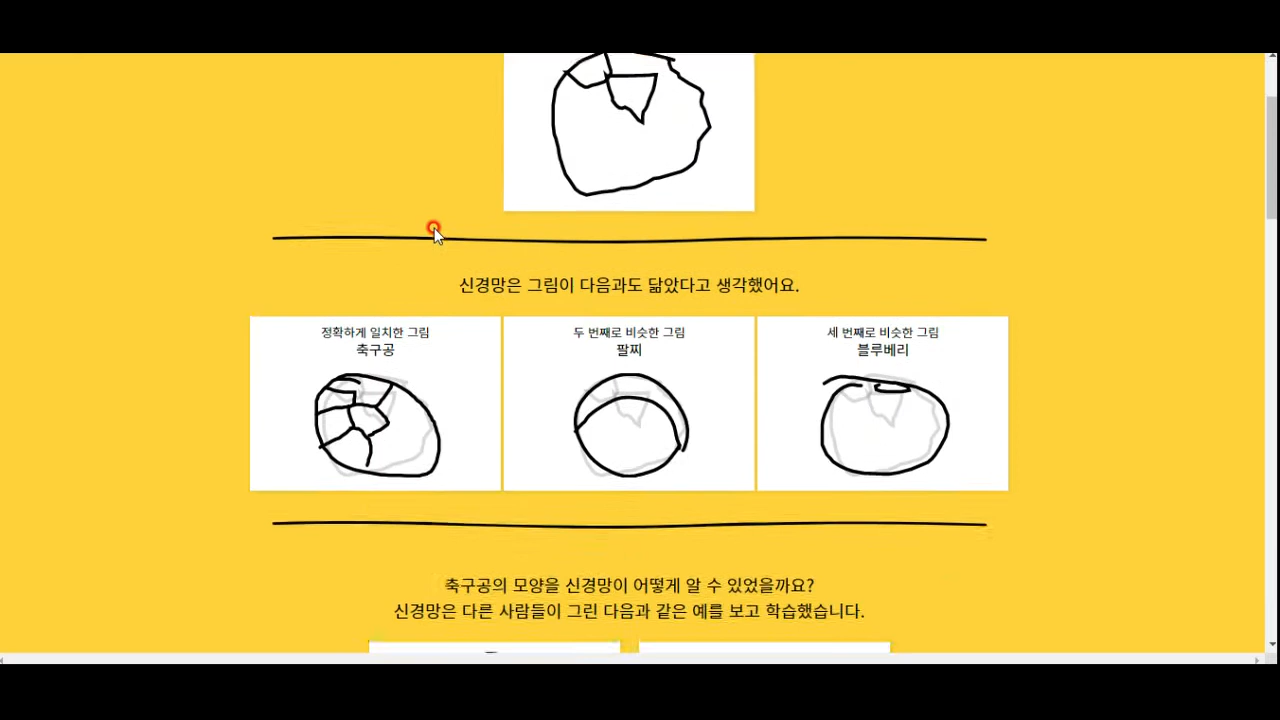 신경망은 그림이 다음과도 닮았다고 생각했어요.
정확하게 일치한 그림
축구공
두 번째로 비슷한 그림
팔찌
세 번째로 비슷한 그림
블루베리
축구공의 모양을 신경망이 어떻게 알 수 있었을까요?
신경망은 다른 사람들이 그린 다음과 같은 예를 보고 학습했습니다.